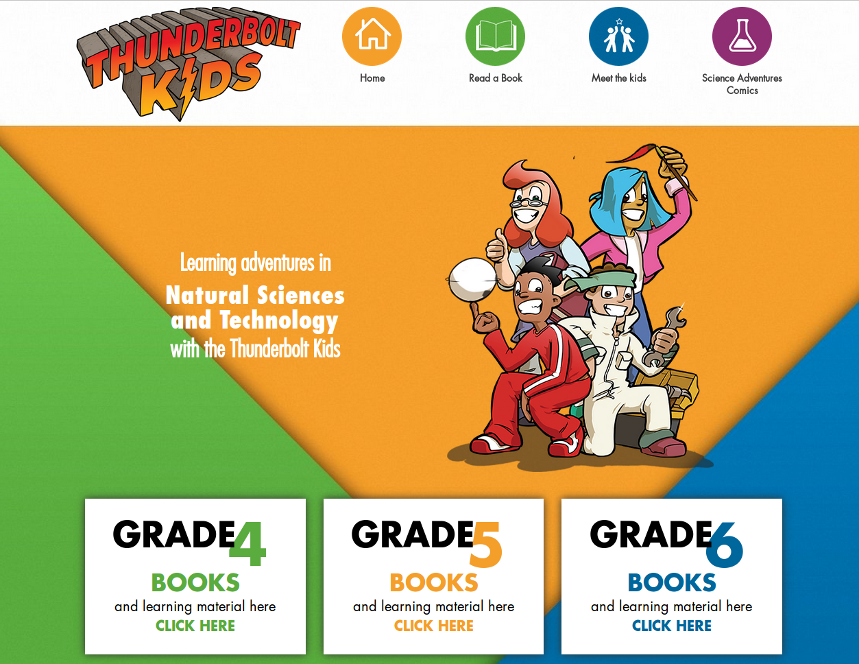 THUNDERBOLT
KIDS
Home
Read a Book
Meet the kids
Science Adventures
Comics
Learning adventures in
Natural Sciences
and Technology
with the Thunderbolt Kids
GRADE 4
BOOKS
and learning material here
CLICK HERE
GRADE 5
BOOKS
and learning material here
CLICK HERE
GRADE 6
BOOKS
and learning material here
CLICK HERE